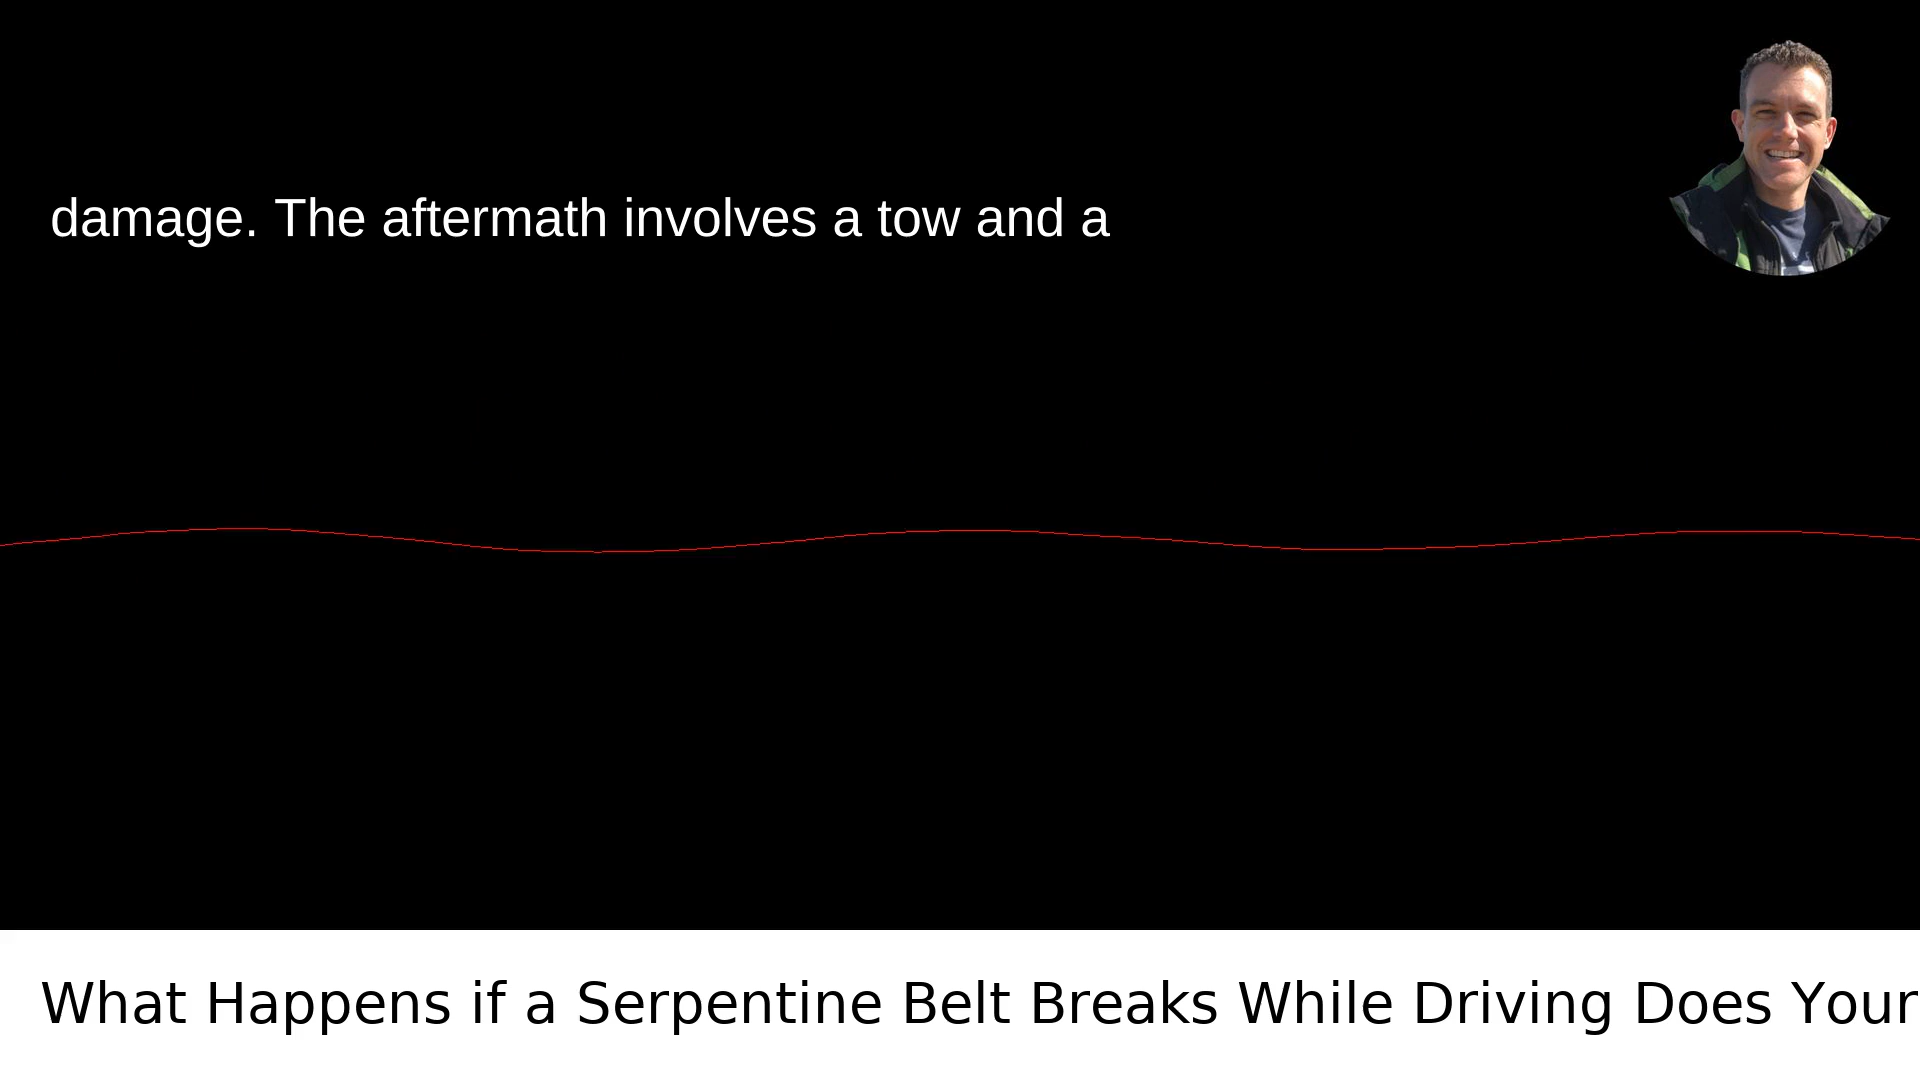 damage. The aftermath involves a tow and a
What Happens if a Serpentine Belt Breaks While Driving Does Your